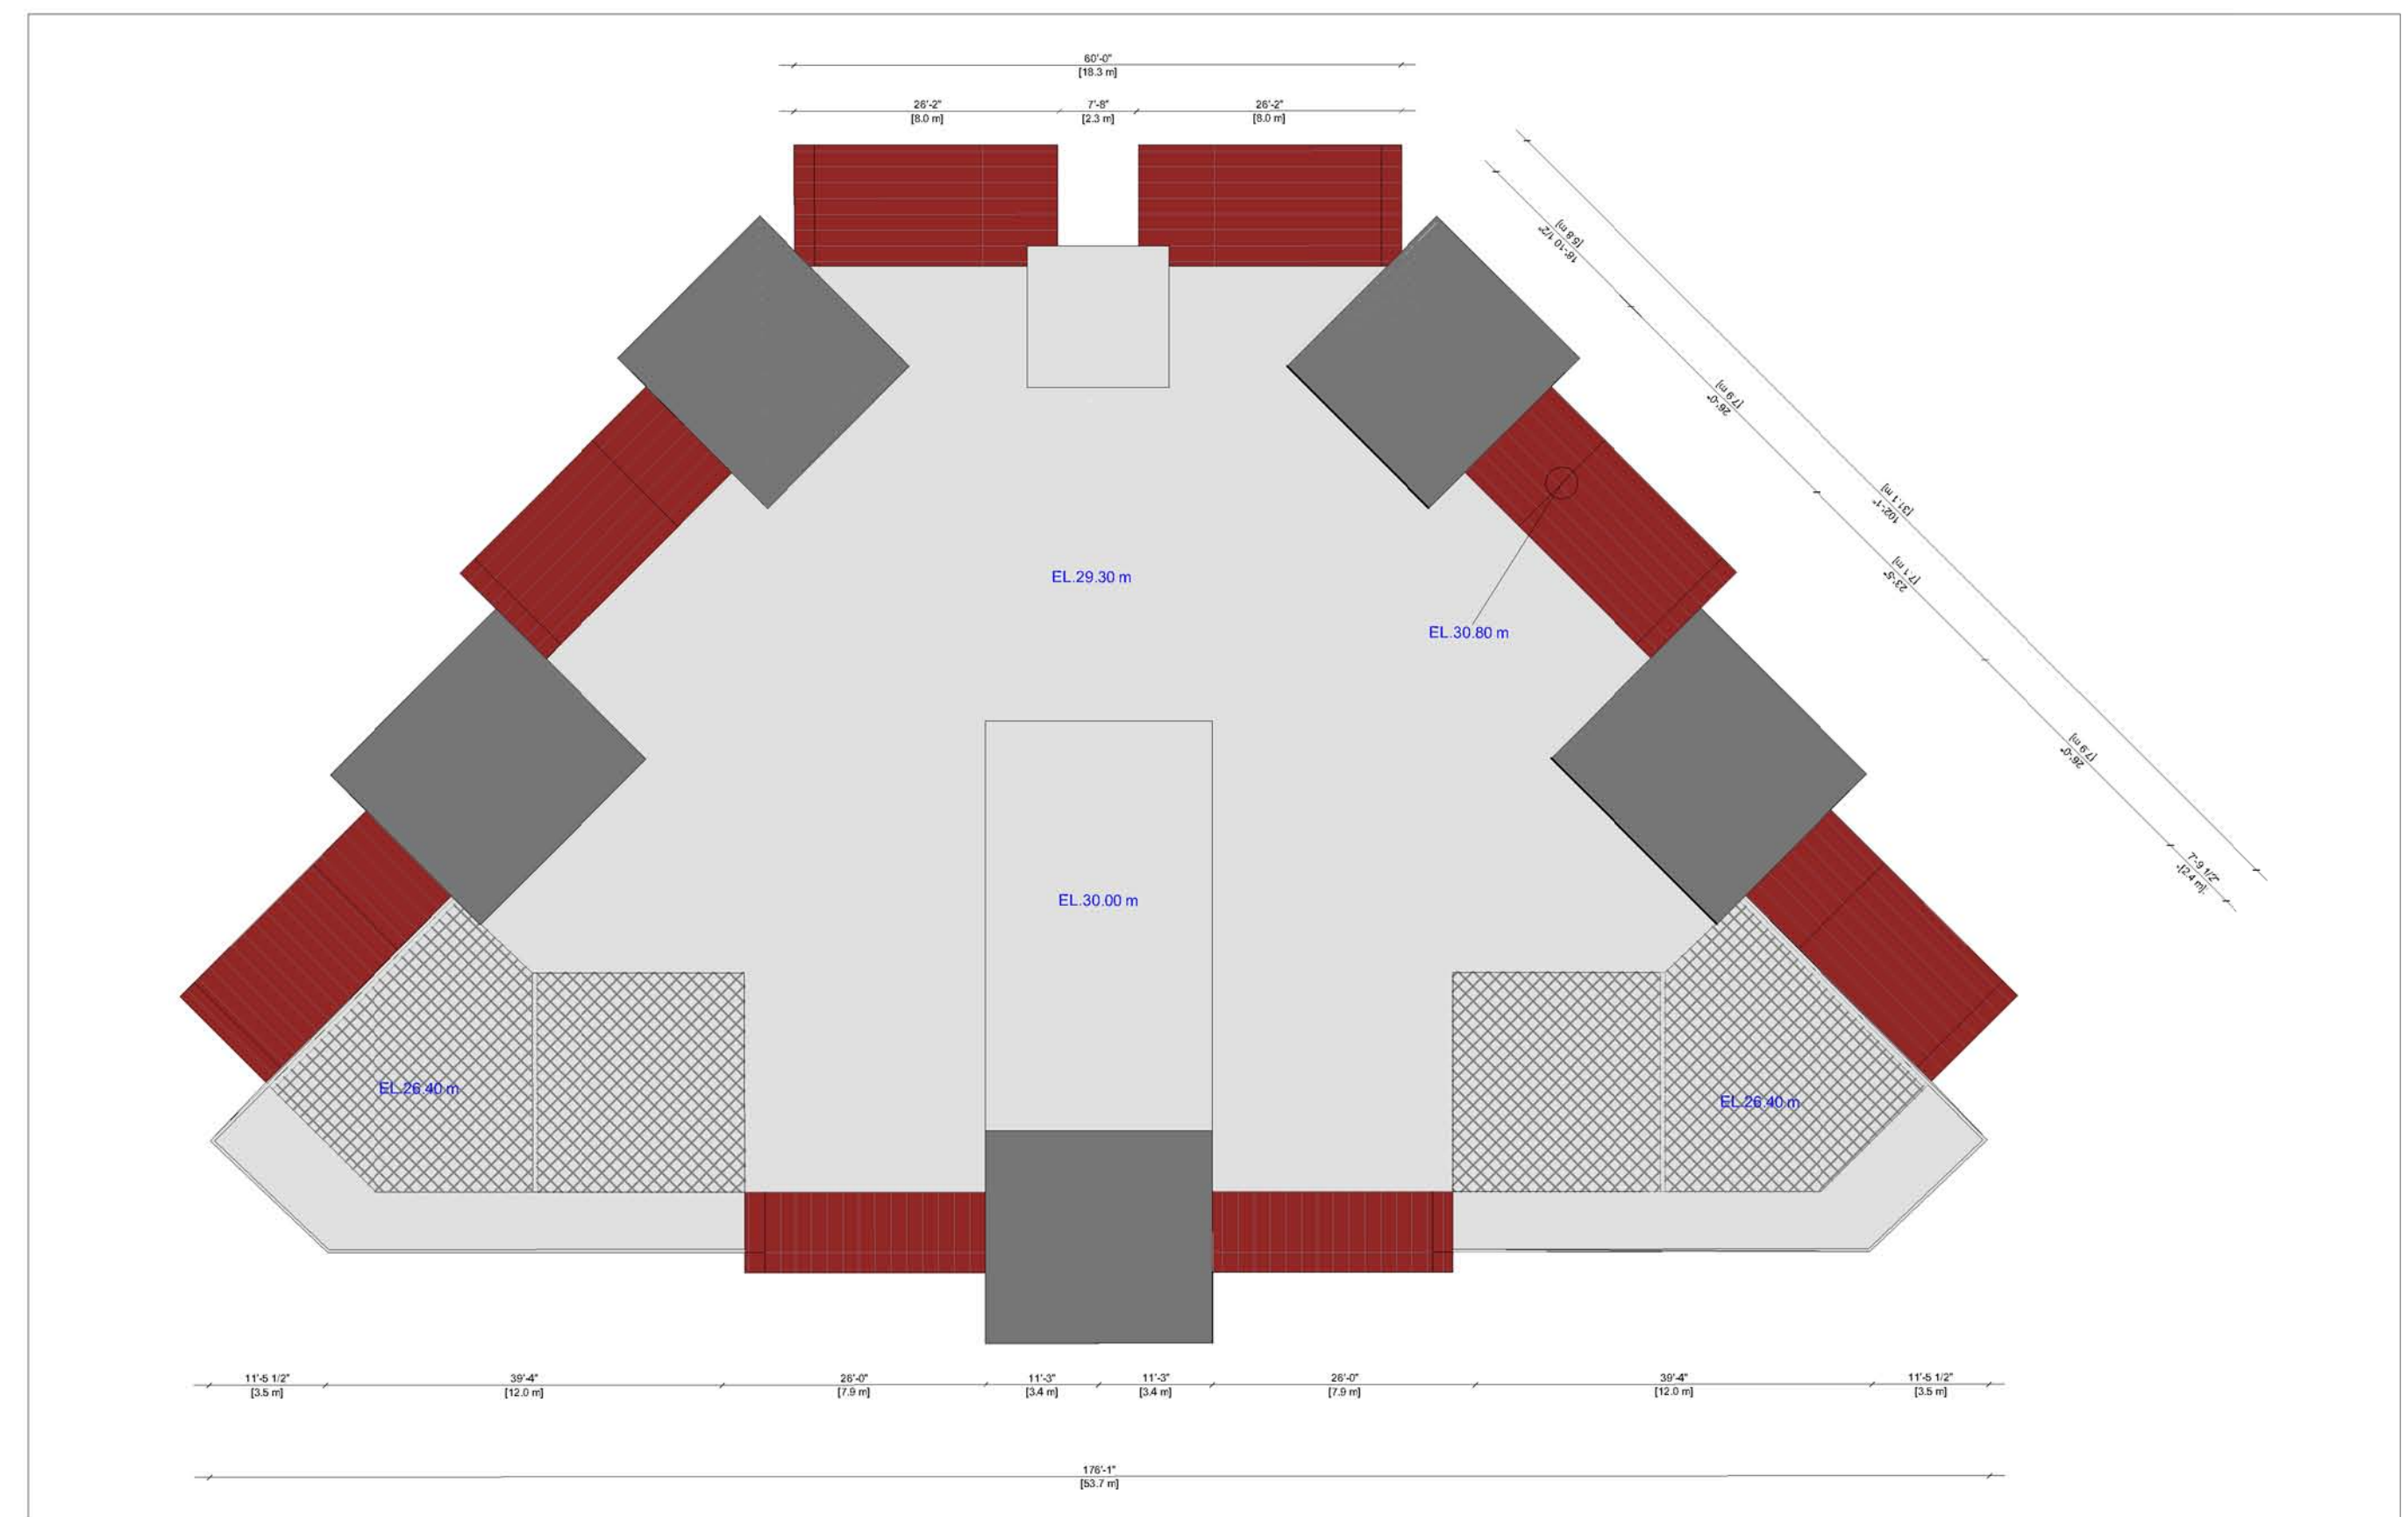 60'-0"
[18.3 m]
26'-2"
[8.0 m]
7'-8"
[2.3 m]
26'-2"
[8.0 m]
18'-10 1/2"
[5.8 m]
26'-0"
[7.9 m]
102'-1"
[31.1 m]
23'-5"
[7.1 m]
26'-0"
[7.9 m]
7'-9 1/2"
[2.4 m]
EL.29.30 m
EL.30.80 m
EL.30.00 m
EL.26.40 m
EL.26.40 m
11'-5 1/2"
[3.5 m]
39'-4"
[12.0 m]
26'-0"
[7.9 m]
11'-3"
[3.4 m]
11'-3"
[3.4 m]
26'-0"
[7.9 m]
39'-4"
[12.0 m]
11'-5 1/2"
[3.5 m]
176'-1"
[53.7 m]